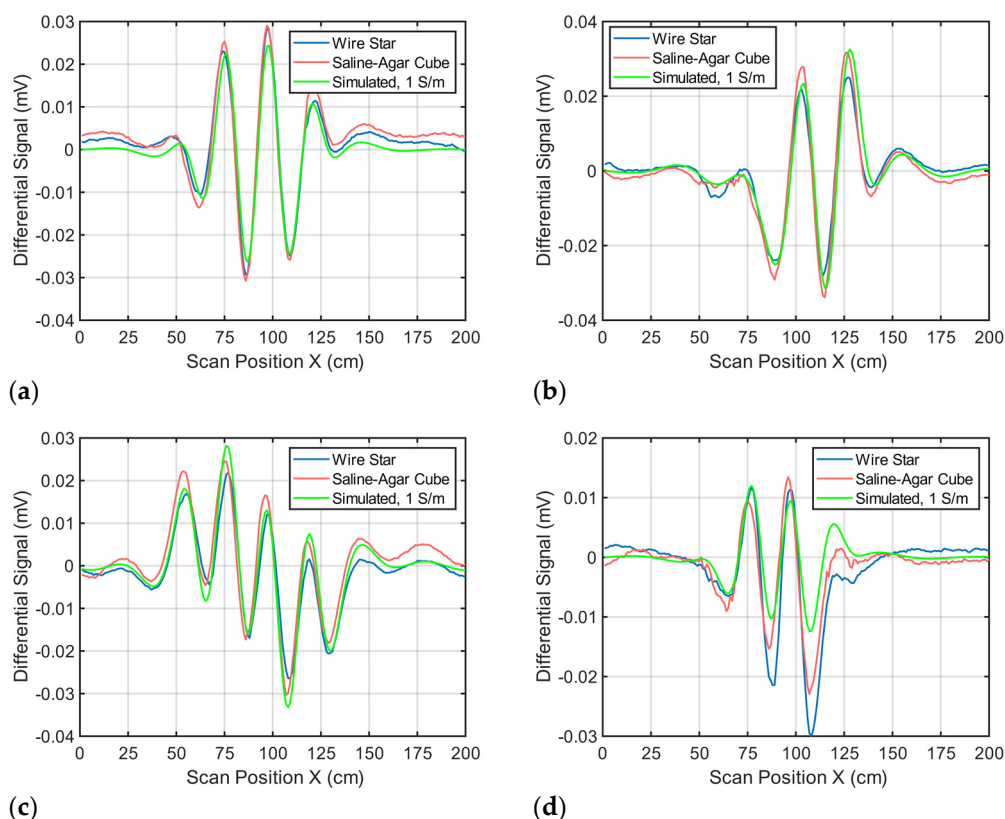 0.03
0.02
0.01
0
-0.01
-0.02
-0.03
-0.04
Differential Signal (mV)
Wire Star
Saline-Agar Cube
Simulated, 1 S/m
0 25 50 75 100 125 150 175 200
Scan Position X (cm)
(a)
0.04
0.02
0
-0.02
-0.04
Differential Signal (mV)
Wire Star
Saline-Agar Cube
Simulated, 1 S/m
0 25 50 75 100 125 150 175 200
Scan Position X (cm)
(b)
0.03
0.02
0.01
0
-0.01
-0.02
-0.03
-0.04
Differential Signal (mV)
Wire Star
Saline-Agar Cube
Simulated, 1 S/m
0 25 50 75 100 125 150 175 200
Scan Position X (cm)
(c)
0.02
0.01
0
-0.01
-0.02
-0.03
Differential Signal (mV)
Wire Star
Saline-Agar Cube
Simulated, 1 S/m
0 25 50 75 100 125 150 175 200
Scan Position X (cm)
(d)